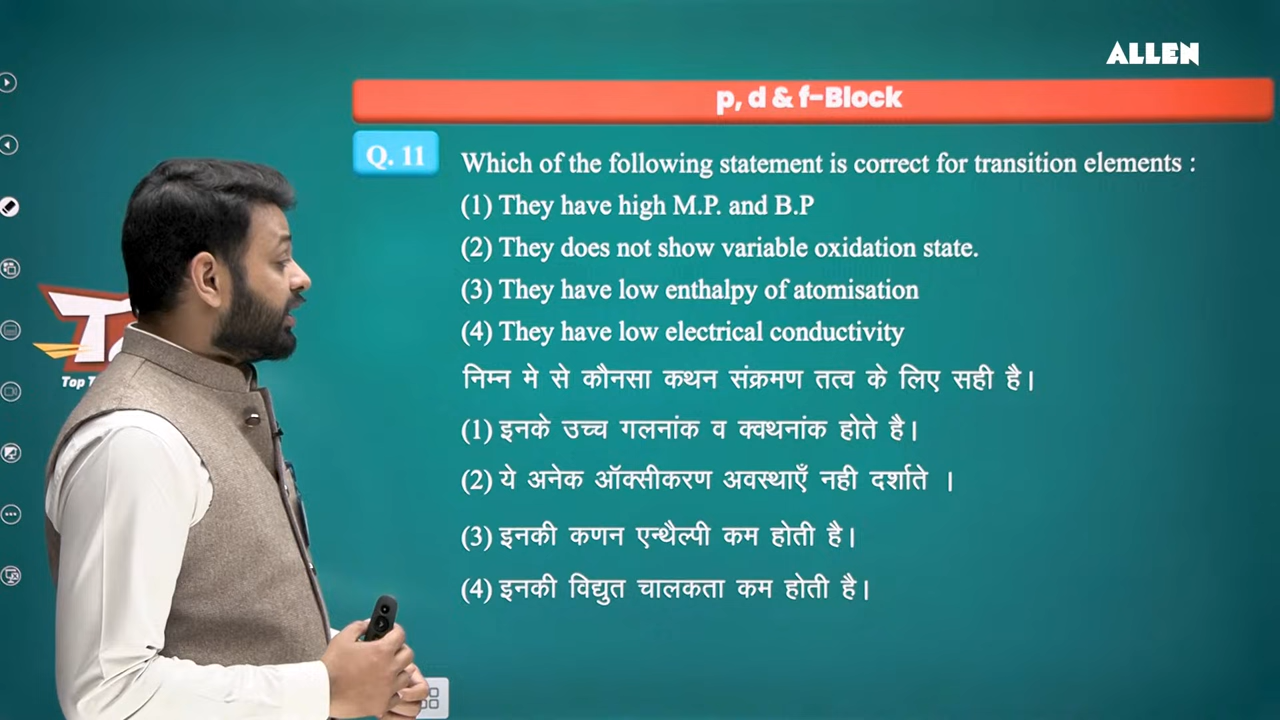 ALLEN
p, d & f-Block
Q. 11
Which of the following statement is correct for transition elements :
(1) They have high M.P. and B.P
(2) They does not show variable oxidation state.
(3) They have low enthalpy of atomisation
(4) They have low electrical conductivity
निम्न मे से कौनसा कथन संक्रमण तत्व के लिए सही है।
(1) इनके उच्च गलनांक व क्वथनांक होते है।
(2) ये अनेक ऑक्सीकरण अवस्थाएँ नही दर्शाते ।
(3) इनकी कणन एन्थैल्पी कम होती है।
(4) इनकी विद्युत चालकता कम होती है।
Top